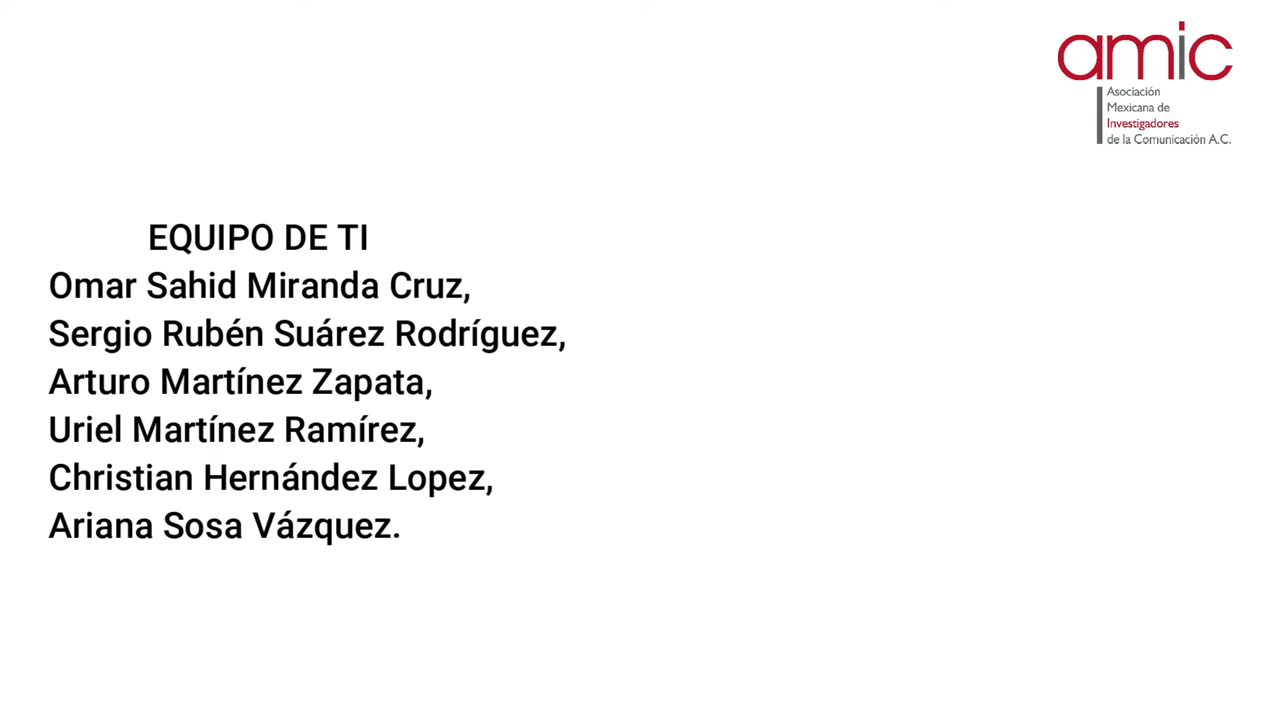 amic
Asociación
Mexicana de
Investigadores
de la Comunicación A.C.
EQUIPO DE TI
Omar Sahid Miranda Cruz,
Sergio Rubén Suárez Rodríguez,
Arturo Martínez Zapata,
Uriel Martínez Ramírez,
Christian Hernández Lopez,
Ariana Sosa Vázquez.